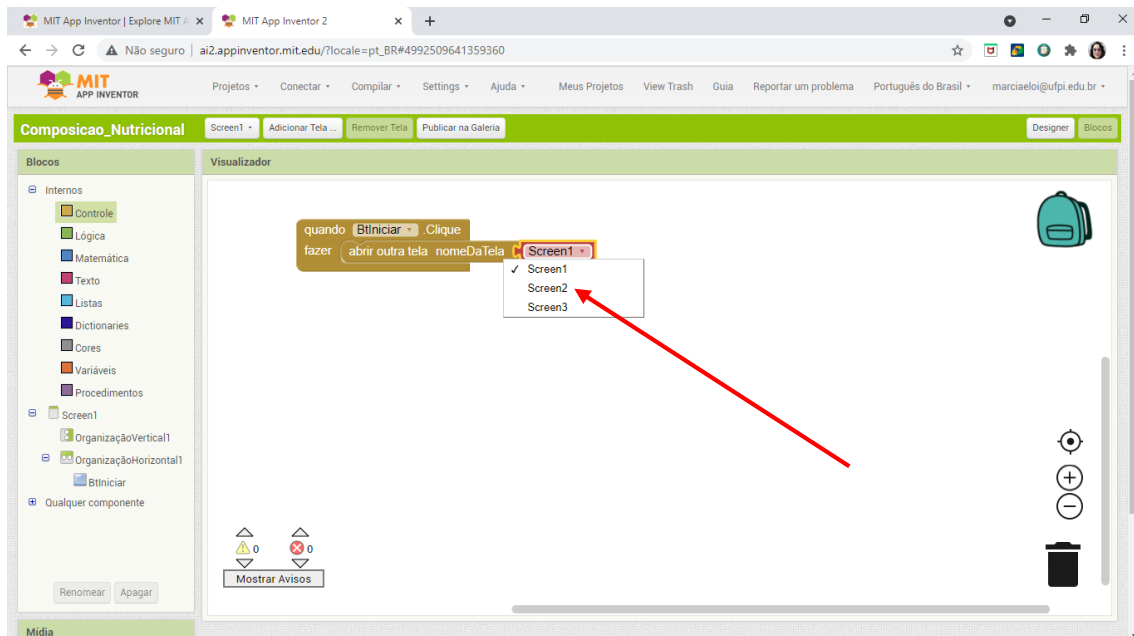 MIT App Inventor | Explore MIT A
MIT App Inventor 2
Não seguro | ai2.appinventor.mit.edu/?locale=pt_BR#4992509641359360
MIT
APP INVENTOR
Projetos Conectar Compilar Settings Ajuda Meus Projetos View Trash Guia Reportar um problema Português do Brasil marciaeloi@ufpi.edu.br
Composicao_Nutricional Screen1 Adicionar Tela ... Remover Tela Publicar na Galeria Designer Blocos
Blocos
Visualizador
Internos
Controle
Lógica
Matemática
Texto
Listas
Dictionaries
Cores
Variáveis
Procedimentos
Screen1
OrganizaçãoVertical1
OrganizaçãoHorizontal1
BtIniciar
Qualquer componente
Renomear Apagar
Mídia
quando BtIniciar .Clique
fazer abrir outra tela nomeDaTela Screen1
✓ Screen1
Screen2
Screen3
0 0
Mostrar Avisos